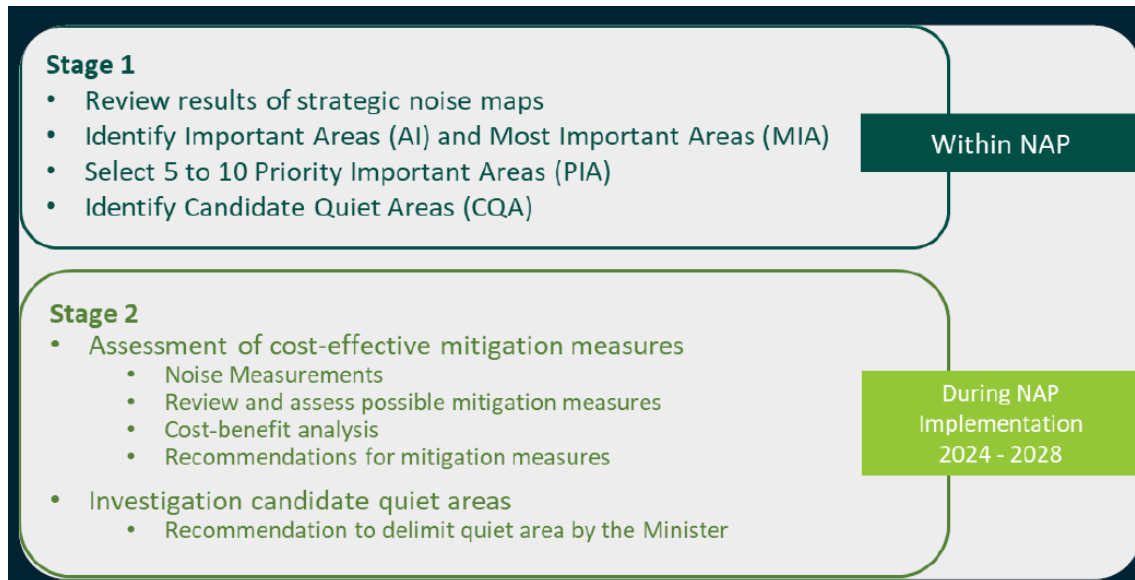 Stage 1
• Review results of strategic noise maps
• Identify Important Areas (AI) and Most Important Areas (MIA)
• Select 5 to 10 Priority Important Areas (PIA)
• Identify Candidate Quiet Areas (CQA)
Within NAP
Stage 2
• Assessment of cost-effective mitigation measures
• Noise Measurements
• Review and assess possible mitigation measures
• Cost-benefit analysis
• Recommendations for mitigation measures
• Investigation candidate quiet areas
• Recommendation to delimit quiet area by the Minister
During NAP
Implementation
2024 - 2028